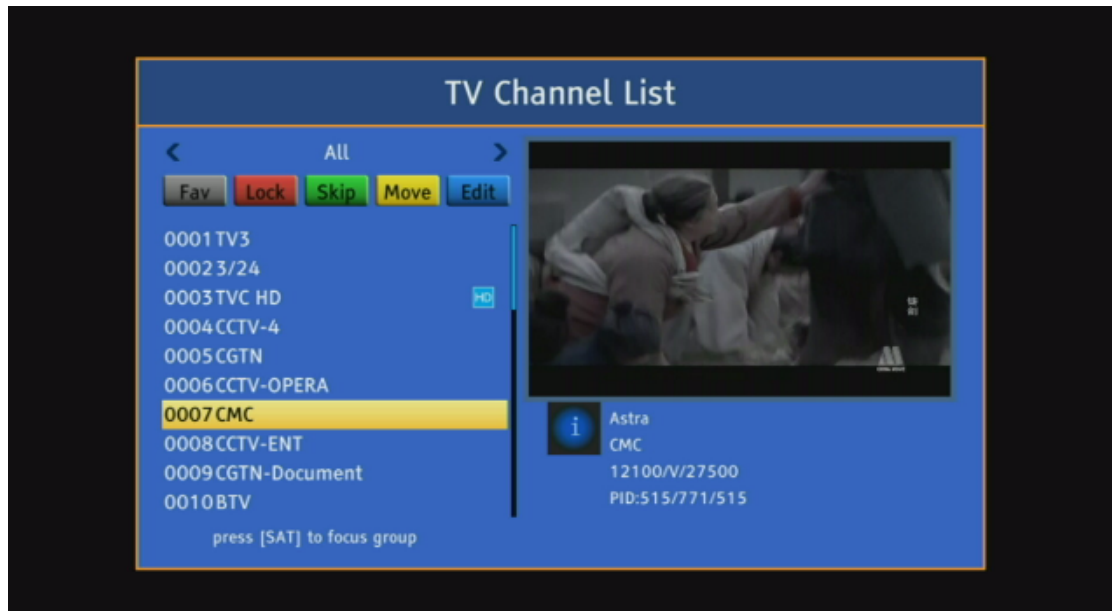 TV Channel List
All
Fav Lock Skip Move Edit
0001 TV3
0002 3/24
0003 TVC HD HD
0004 CCTV-4
0005 CGTN
0006 CCTV-OPERA
0007 CMC
0008 CCTV-ENT
0009 CGTN-Document
0010 BTV
press [SAT] to focus group
i
Astra
CMC
12100/V/27500
PID:515/771/515